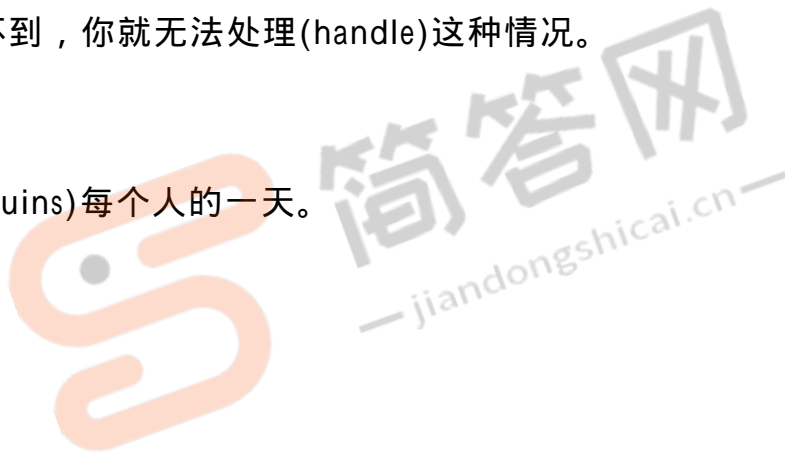 到，你就无法处理(handle)这种情况。
uins)每个人的一天。
简答网
jiandongshicai.cn